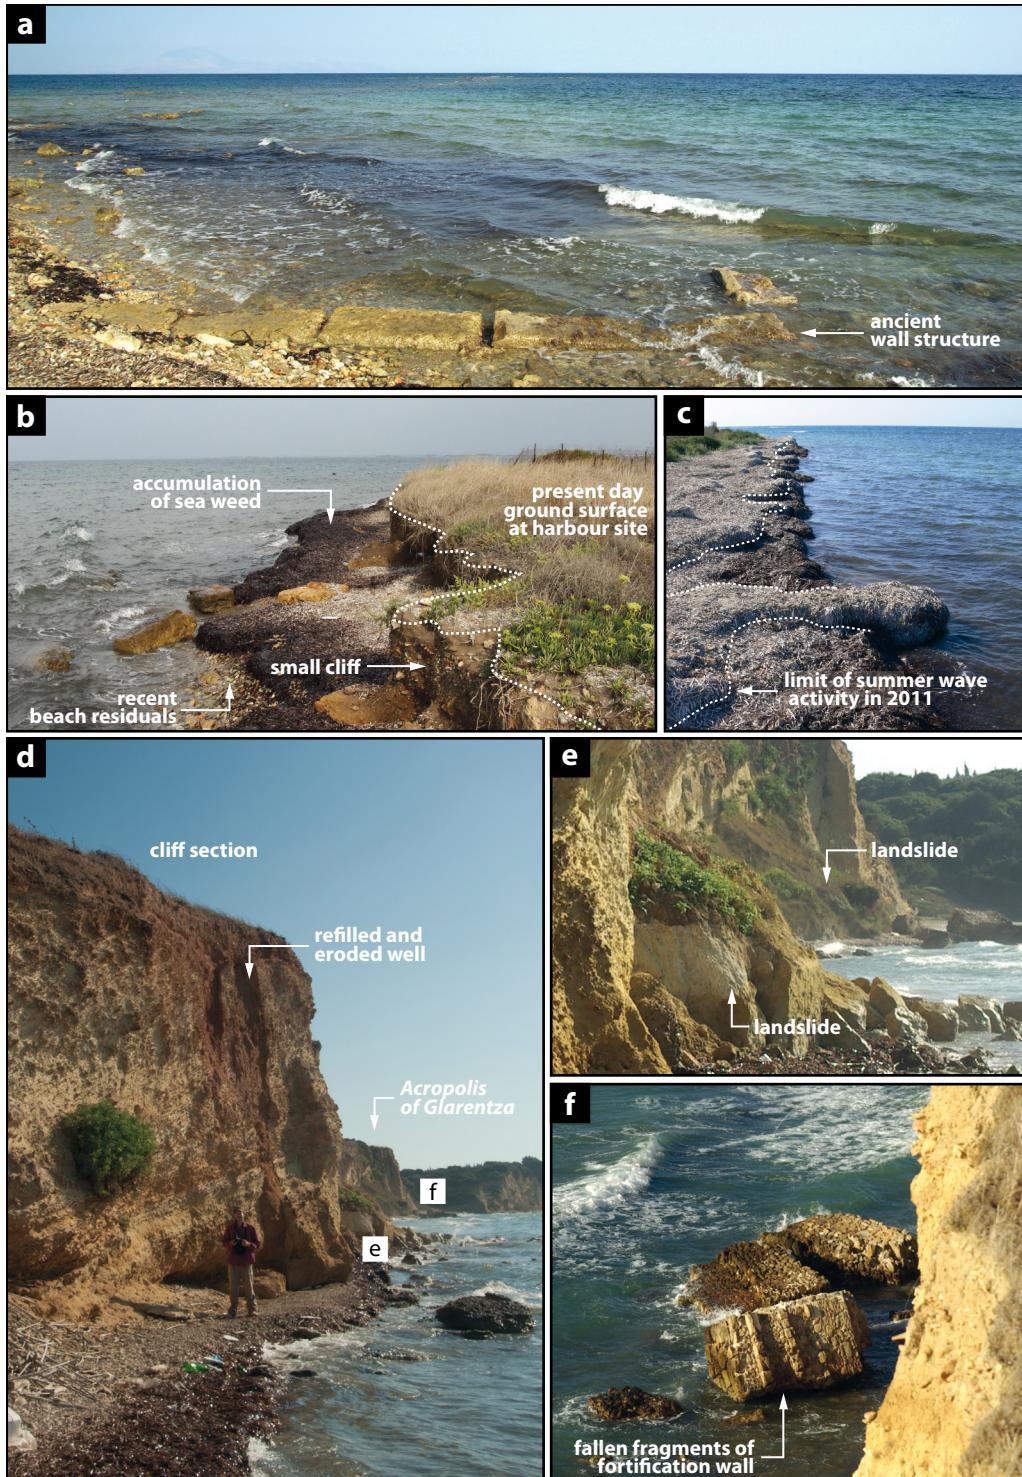 a
ancient
wall structure
b
accumulation
of sea weed
present day
ground surface
at harbour site
small cliff
recent
beach residuals
c
limit of summer wave
activity in 2011
d
cliff section
refilled and
eroded well
Acropolis
of Glarentza
f
e
e
landslide
landslide
f
fallen fragments of
fortification wall